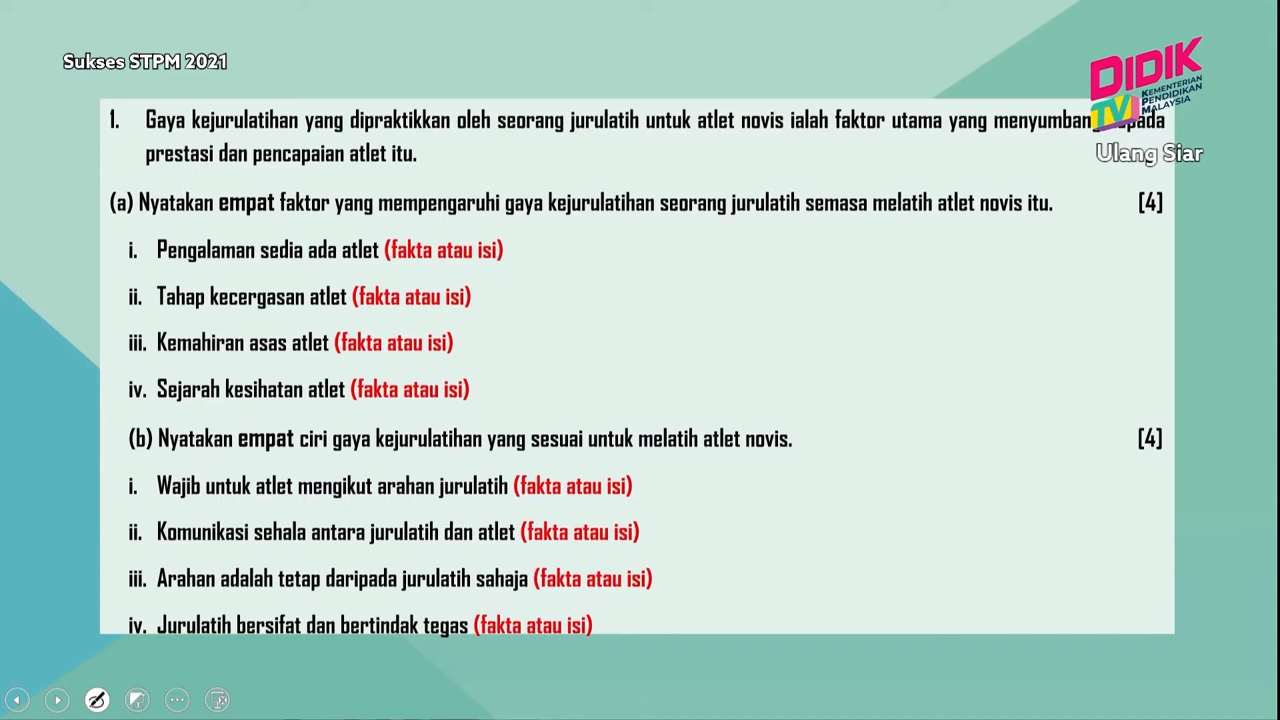 Sukses STPM 2021
DIDIK
TV
KEMENTERIAN
PENDIDIKAN
MALAYSIA
Ulang Siar
1. Gaya kejurulatihan yang dipraktikkan oleh seorang jurulatih untuk atlet novis ialah faktor utama yang menyumbang
prestasi dan pencapaian atlet itu.
(a) Nyatakan empat faktor yang mempengaruhi gaya kejurulatihan seorang jurulatih semasa melatih atlet novis itu. [4]
i. Pengalaman sedia ada atlet (fakta atau isi)
ii. Tahap kecergasan atlet (fakta atau isi)
iii. Kemahiran asas atlet (fakta atau isi)
iv. Sejarah kesihatan atlet (fakta atau isi)
(b) Nyatakan empat ciri gaya kejurulatihan yang sesuai untuk melatih atlet novis. [4]
i. Wajib untuk atlet mengikut arahan jurulatih (fakta atau isi)
ii. Komunikasi sehala antara jurulatih dan atlet (fakta atau isi)
iii. Arahan adalah tetap daripada jurulatih sahaja (fakta atau isi)
iv. Jurulatih bersifat dan bertindak tegas (fakta atau isi)